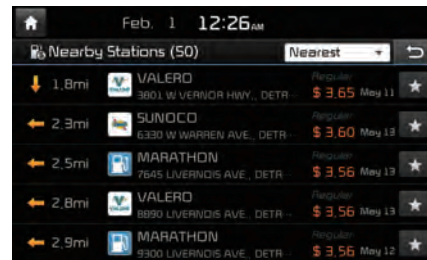 Feb. 1 12:26 AM
Nearby Stations (50) Nearest
1.8mi VALERO Regular
3801 W VERNOR HWY., DETR··· $ 3.65 May 11
2.3mi SUNOCO Regular
6330 W WARREN AVE., DETR··· $ 3.60 May 13
2.5mi MARATHON Regular
7645 LIVERNOIS AVE., DETR··· $ 3.56 May 13
2.8mi VALERO Regular
8890 LIVERNOIS AVE., DETR··· $ 3.56 May 13
2.9mi MARATHON Regular
9300 LIVERNOIS AVE., DETR··· $ 3.56 May 12